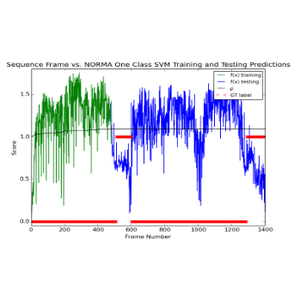 Sequence Frame vs. NORMA One Class SVM Training and Testing Predictions
f(x) training
f(x) testing
ρ
GT label
1.5
1.0
0.5
0.0
Score
0 200 400 600 800 1000 1200 1400
Frame Number